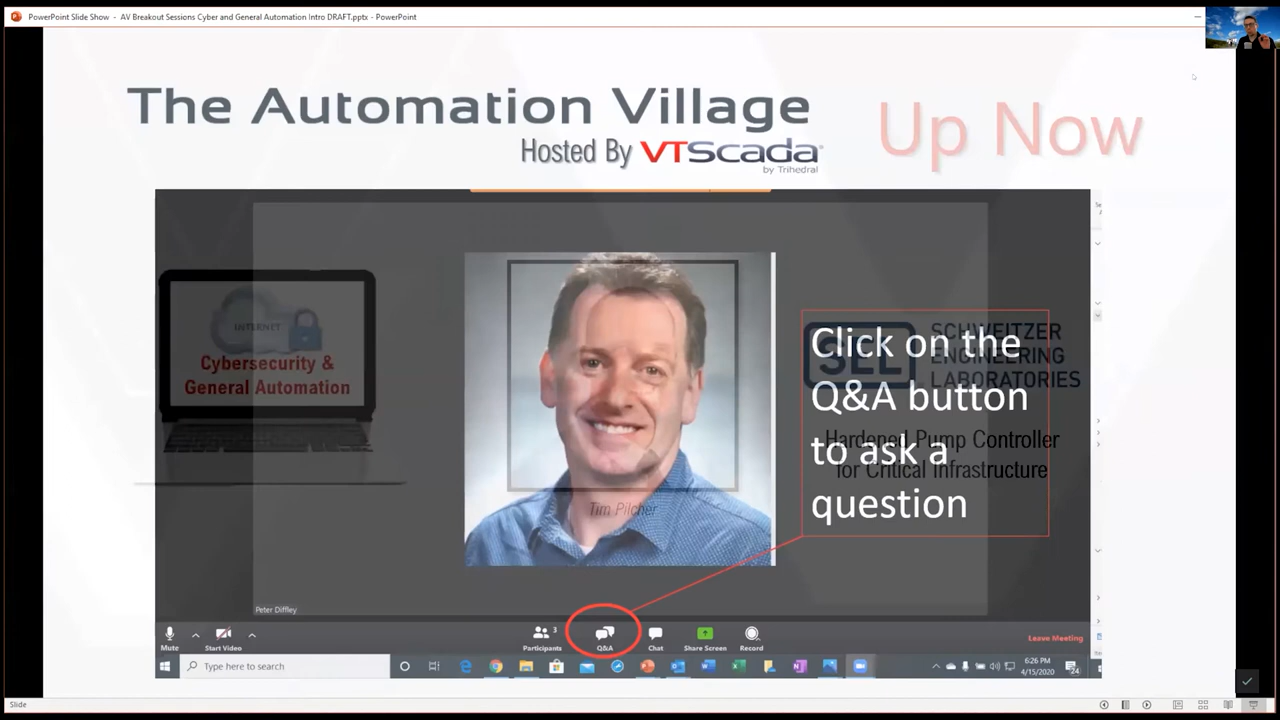 PowerPoint Slide Show - AV Breakout Sessions Cyber and General Automation Intro DRAFT.pptx - PowerPoint
The Automation Village
Up Now
Hosted By VTScada
by Trihedral
INTERNET
Cybersecurity &
General Automation
Click on the
Q&A button
to ask a
question
SEL
SCHWEITZER
ENGINEERING
LABORATORIES
Hardened Pump Controller
for Critical Infrastructure
Tim Pilcher
Peter Diffley
Mute
Start Video
3
Participants
Q&A
Chat
Share Screen
Record
Leave Meeting
Type here to search
6:26 PM
4/15/2020
24
Slide